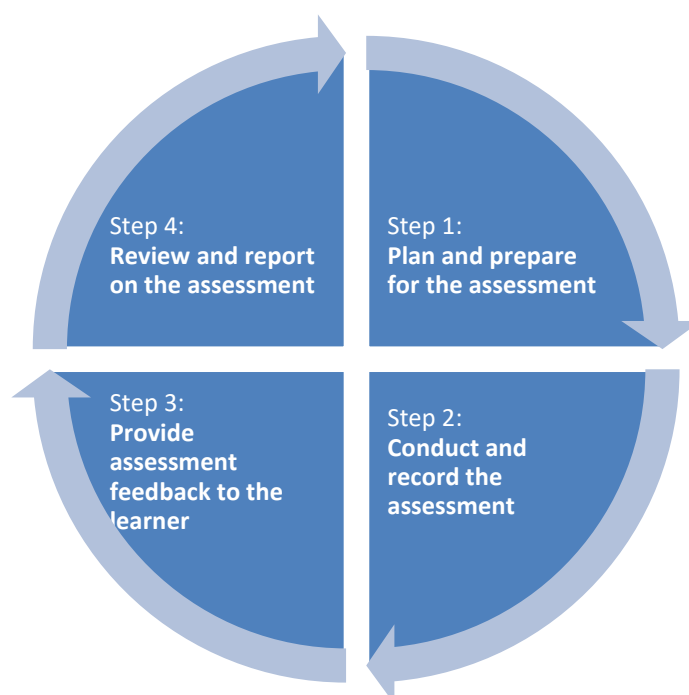 Step 4:
Review and report
on the assessment
Step 1:
Plan and prepare
for the assessment
Step 3:
Provide
assessment
feedback to the
learner
Step 2:
Conduct and
record the
assessment